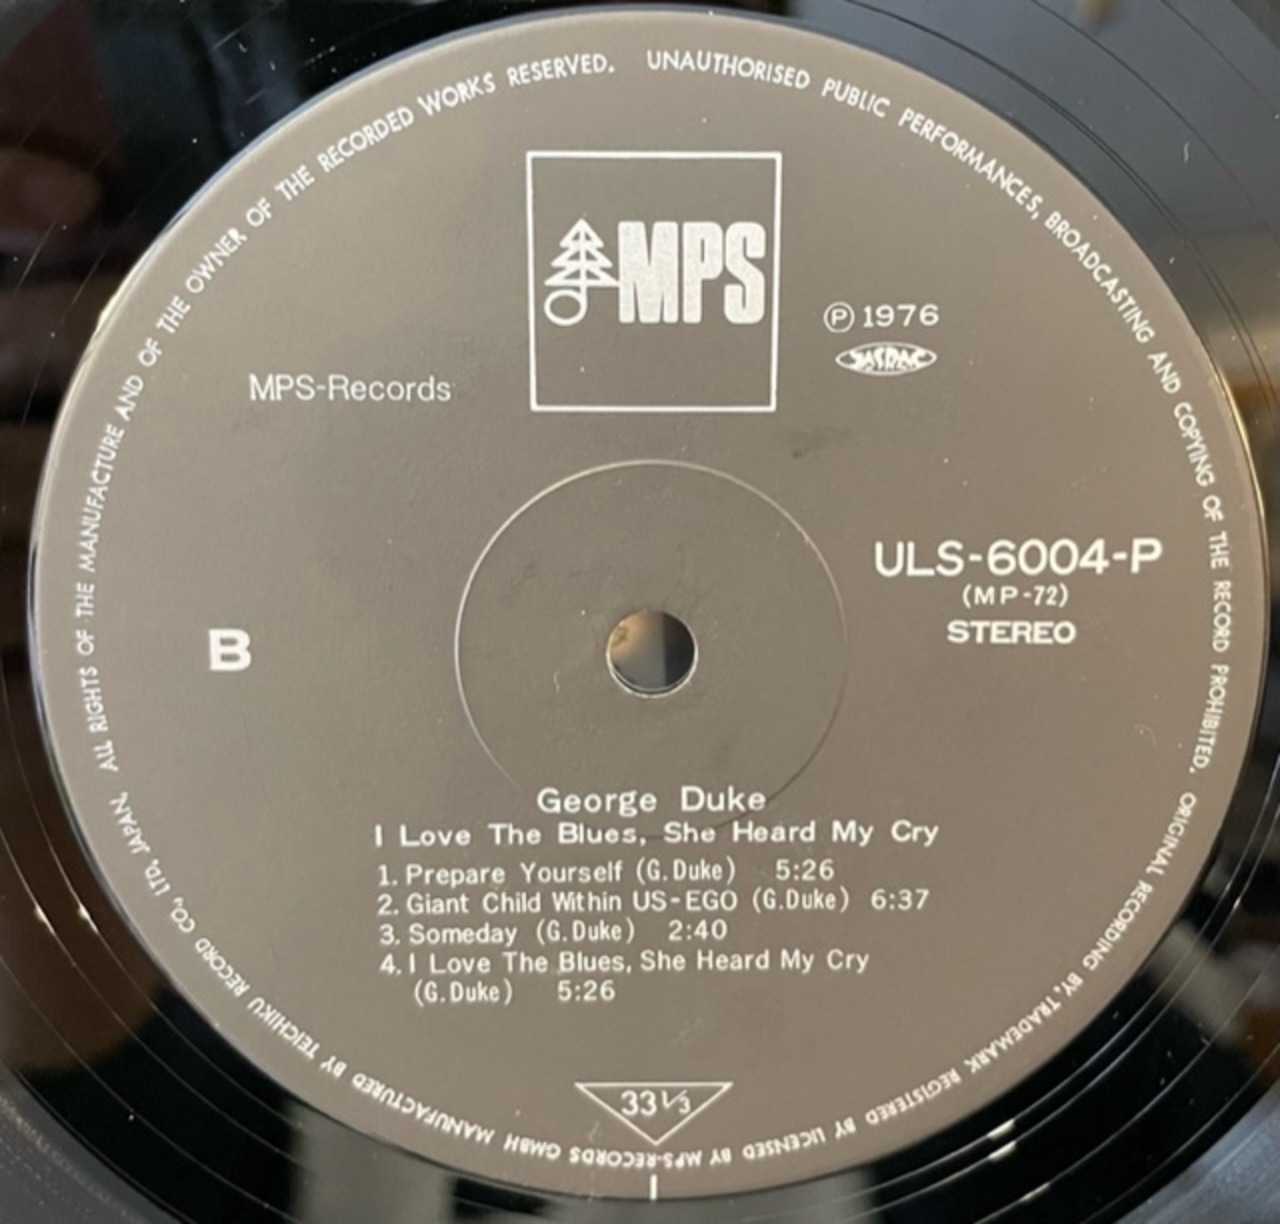 ALL RIGHTS OF THE MANUFACTURE AND OF THE OWNER OF THE RECORDED WORKS RESERVED. UNAUTHORISED PUBLIC PERFORMANCES, BROADCASTING AND COPYING OF THE RECORD PROHIBITED. ORIGINAL RECORDING BY, TRADEMARK REGISTERED BY LICENSED BY MPS-RECORDS GMBH MANUFACTURED BY TEICHIKU RECORD CO., LTD, JAPAN.
MPS
Ⓟ 1976
JASRAC
MPS-Records
ULS-6004-P
(MP-72)
STEREO
B
George Duke
I Love The Blues, She Heard My Cry
1. Prepare Yourself (G.Duke) 5:26
2. Giant Child Within US-EGO (G.Duke) 6:37
3. Someday (G.Duke) 2:40
4. I Love The Blues, She Heard My Cry
(G.Duke) 5:26
33 1/3